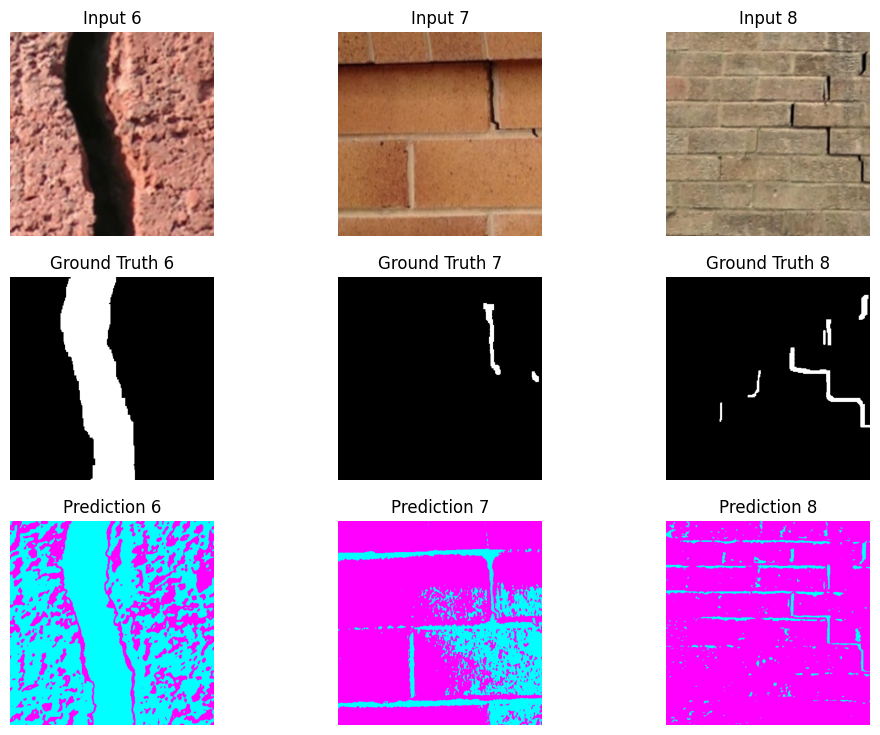 Input 6
Input 7
Input 8
Ground Truth 6
Ground Truth 7
Ground Truth 8
Prediction 6
Prediction 7
Prediction 8